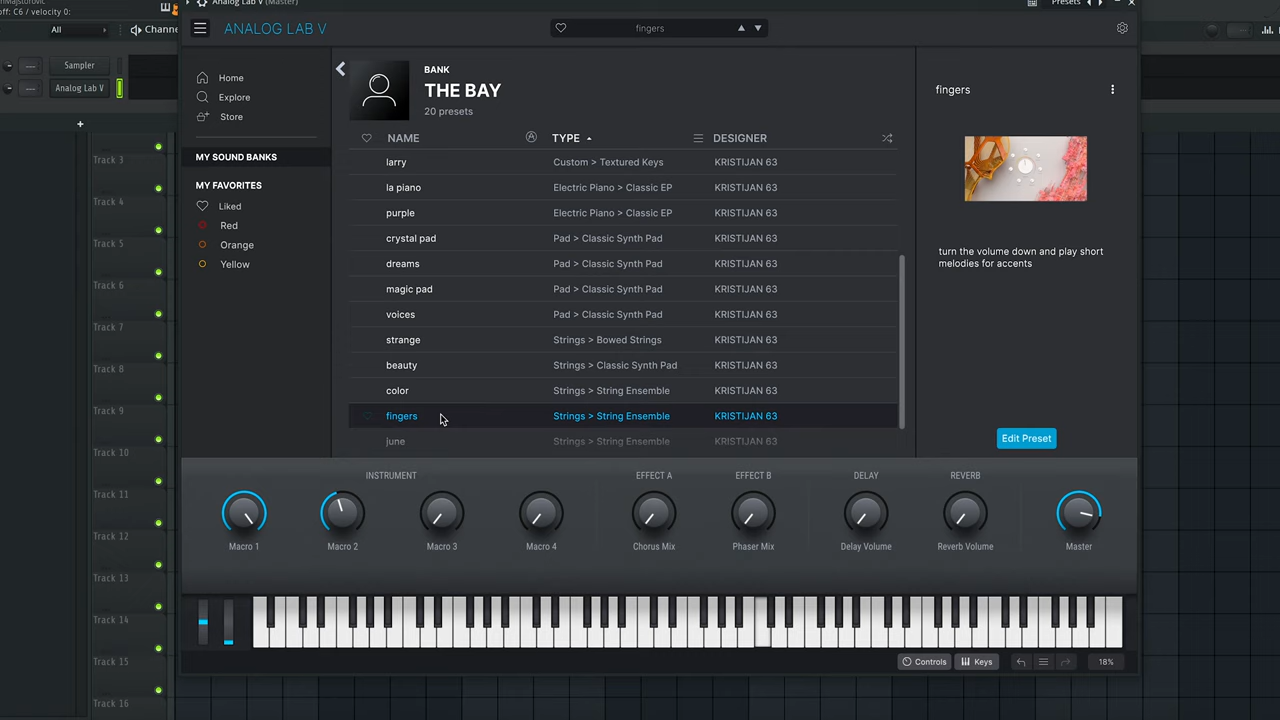 Analog Lab V (Master)
Presets
off: C6 / velocity 0:
All
Channe
ANALOG LAB V
fingers
Sampler
Analog Lab V
Home
Explore
Store
MY SOUND BANKS
MY FAVORITES
Liked
Red
Orange
Yellow
BANK
THE BAY
20 presets
NAME TYPE DESIGNER
larry Custom > Textured Keys KRISTIJAN 63
la piano Electric Piano > Classic EP KRISTIJAN 63
purple Electric Piano > Classic EP KRISTIJAN 63
crystal pad Pad > Classic Synth Pad KRISTIJAN 63
dreams Pad > Classic Synth Pad KRISTIJAN 63
magic pad Pad > Classic Synth Pad KRISTIJAN 63
voices Pad > Classic Synth Pad KRISTIJAN 63
strange Strings > Bowed Strings KRISTIJAN 63
beauty Strings > Classic Synth Pad KRISTIJAN 63
color Strings > String Ensemble KRISTIJAN 63
fingers Strings > String Ensemble KRISTIJAN 63
june Strings > String Ensemble KRISTIJAN 63
fingers
turn the volume down and play short
melodies for accents
Edit Preset
Track 3
Track 4
Track 5
Track 6
Track 7
Track 8
Track 9
Track 10
Track 11
Track 12
Track 13
Track 14
Track 15
Track 16
INSTRUMENT EFFECT A EFFECT B DELAY REVERB
Macro 1 Macro 2 Macro 3 Macro 4 Chorus Mix Phaser Mix Delay Volume Reverb Volume Master
Controls Keys 18%